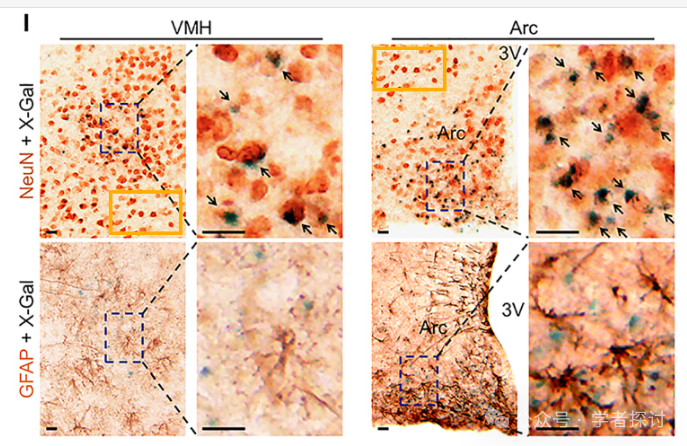 I
VMH
Arc
NeuN + X-Gal
3V
Arc
GFAP + X-Gal
Arc
3V
公众号 · 学者探讨